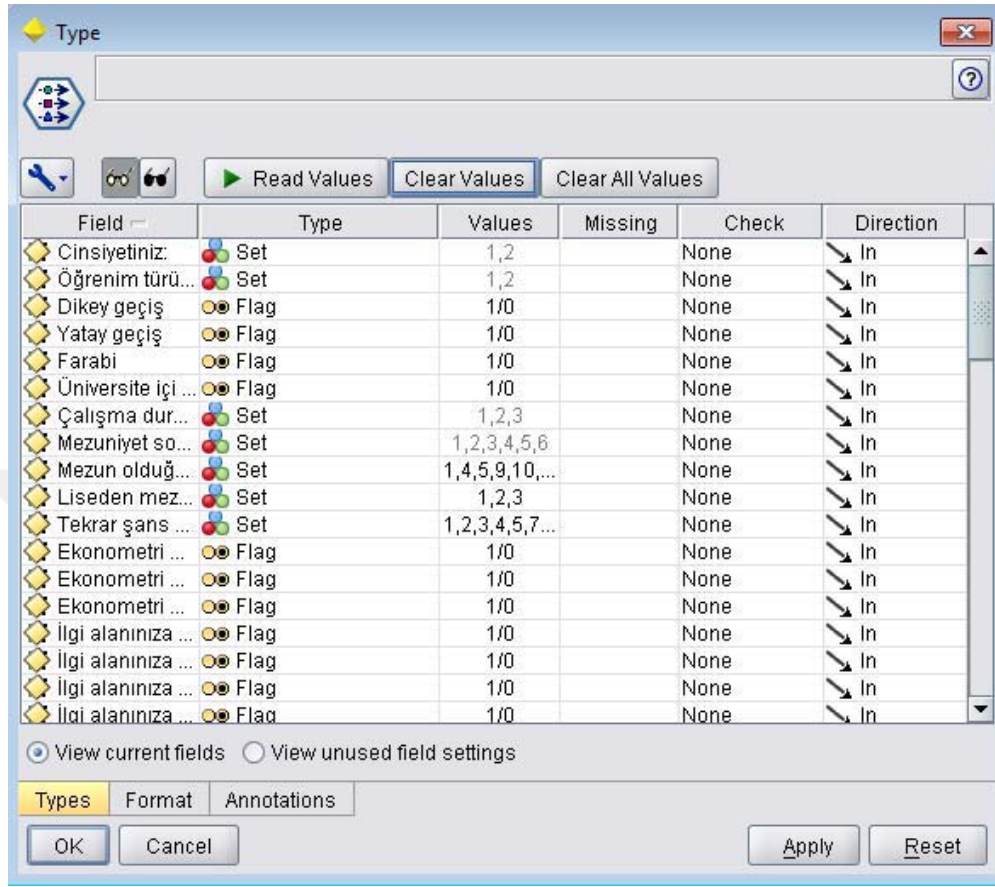 Type
Read Values Clear Values Clear All Values
Field Type Values Missing Check Direction
Cinsiyetiniz: Set 1,2 None In
Öğrenim türü... Set 1,2 None In
Dikey geçiş Flag 1/0 None In
Yatay geçiş Flag 1/0 None In
Farabi Flag 1/0 None In
Üniversite içi ... Flag 1/0 None In
Çalışma dur... Set 1,2,3 None In
Mezuniyet so... Set 1,2,3,4,5,6 None In
Mezun olduğ... Set 1,4,5,9,10,... None In
Liseden mez... Set 1,2,3 None In
Tekrar şans ... Set 1,2,3,4,5,7... None In
Ekonometri ... Flag 1/0 None In
Ekonometri ... Flag 1/0 None In
Ekonometri ... Flag 1/0 None In
İlgi alanınıza ... Flag 1/0 None In
İlgi alanınıza ... Flag 1/0 None In
İlgi alanınıza ... Flag 1/0 None In
İlgi alanınıza ... Flag 1/0 None In
View current fields View unused field settings
Types Format Annotations
OK Cancel Apply Reset